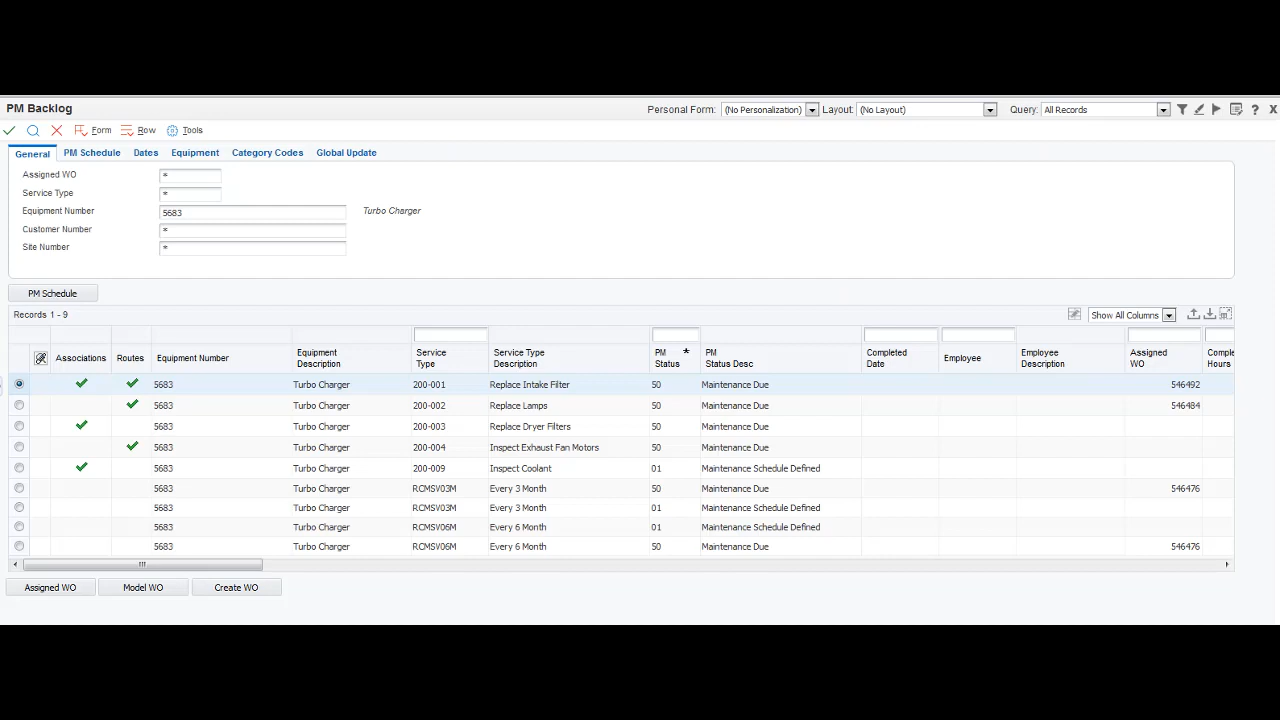 PM Backlog
Personal Form: (No Personalization) Layout: (No Layout) Query: All Records
Form Row Tools
General PM Schedule Dates Equipment Category Codes Global Update
Assigned WO *
Service Type *
Equipment Number 5683 Turbo Charger
Customer Number *
Site Number *
PM Schedule
Records 1 - 9 Show All Columns
Associations Routes Equipment Number Equipment Description Service Type Service Type Description PM Status * PM Status Desc Completed Date Employee Employee Description Assigned WO Comple Hours
5683 Turbo Charger 200-001 Replace Intake Filter 50 Maintenance Due 546492
5683 Turbo Charger 200-002 Replace Lamps 50 Maintenance Due 546484
5683 Turbo Charger 200-003 Replace Dryer Filters 50 Maintenance Due
5683 Turbo Charger 200-004 Inspect Exhaust Fan Motors 50 Maintenance Due
5683 Turbo Charger 200-009 Inspect Coolant 01 Maintenance Schedule Defined
5683 Turbo Charger RCMSV03M Every 3 Month 50 Maintenance Due 546476
5683 Turbo Charger RCMSV03M Every 3 Month 01 Maintenance Schedule Defined
5683 Turbo Charger RCMSV06M Every 6 Month 01 Maintenance Schedule Defined
5683 Turbo Charger RCMSV06M Every 6 Month 50 Maintenance Due 546476
Assigned WO Model WO Create WO